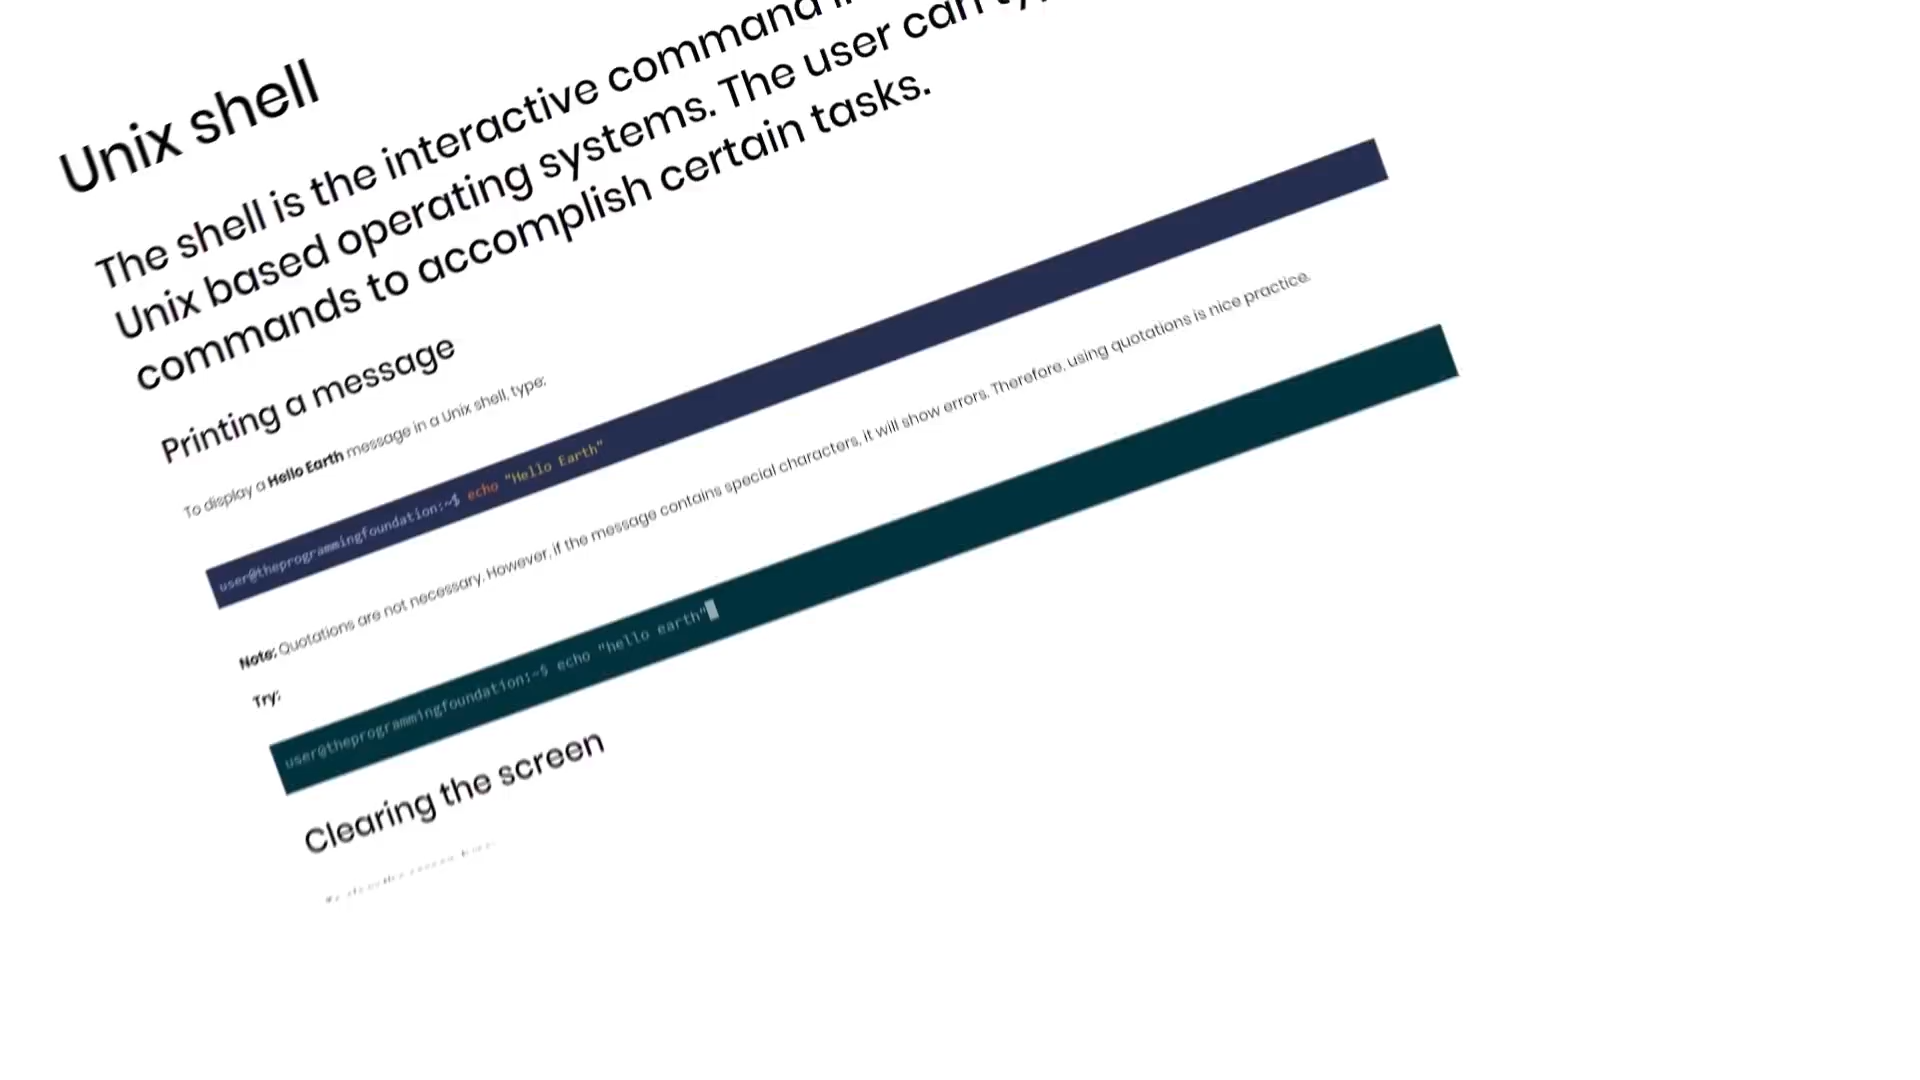 Unix shell
The shell is the interactive command
Unix based operating systems. The user can
commands to accomplish certain tasks.
Printing a message
To display a Hello Earth message in a Unix shell, type:
user@theprogrammingfoundation:~$ echo "Hello Earth"
Note: Quotations are not necessary. However, if the message contains special characters, it will show errors. Therefore, using quotations is nice practice.
Try:
user@theprogrammingfoundation:~$ echo "hello earth"
Clearing the screen